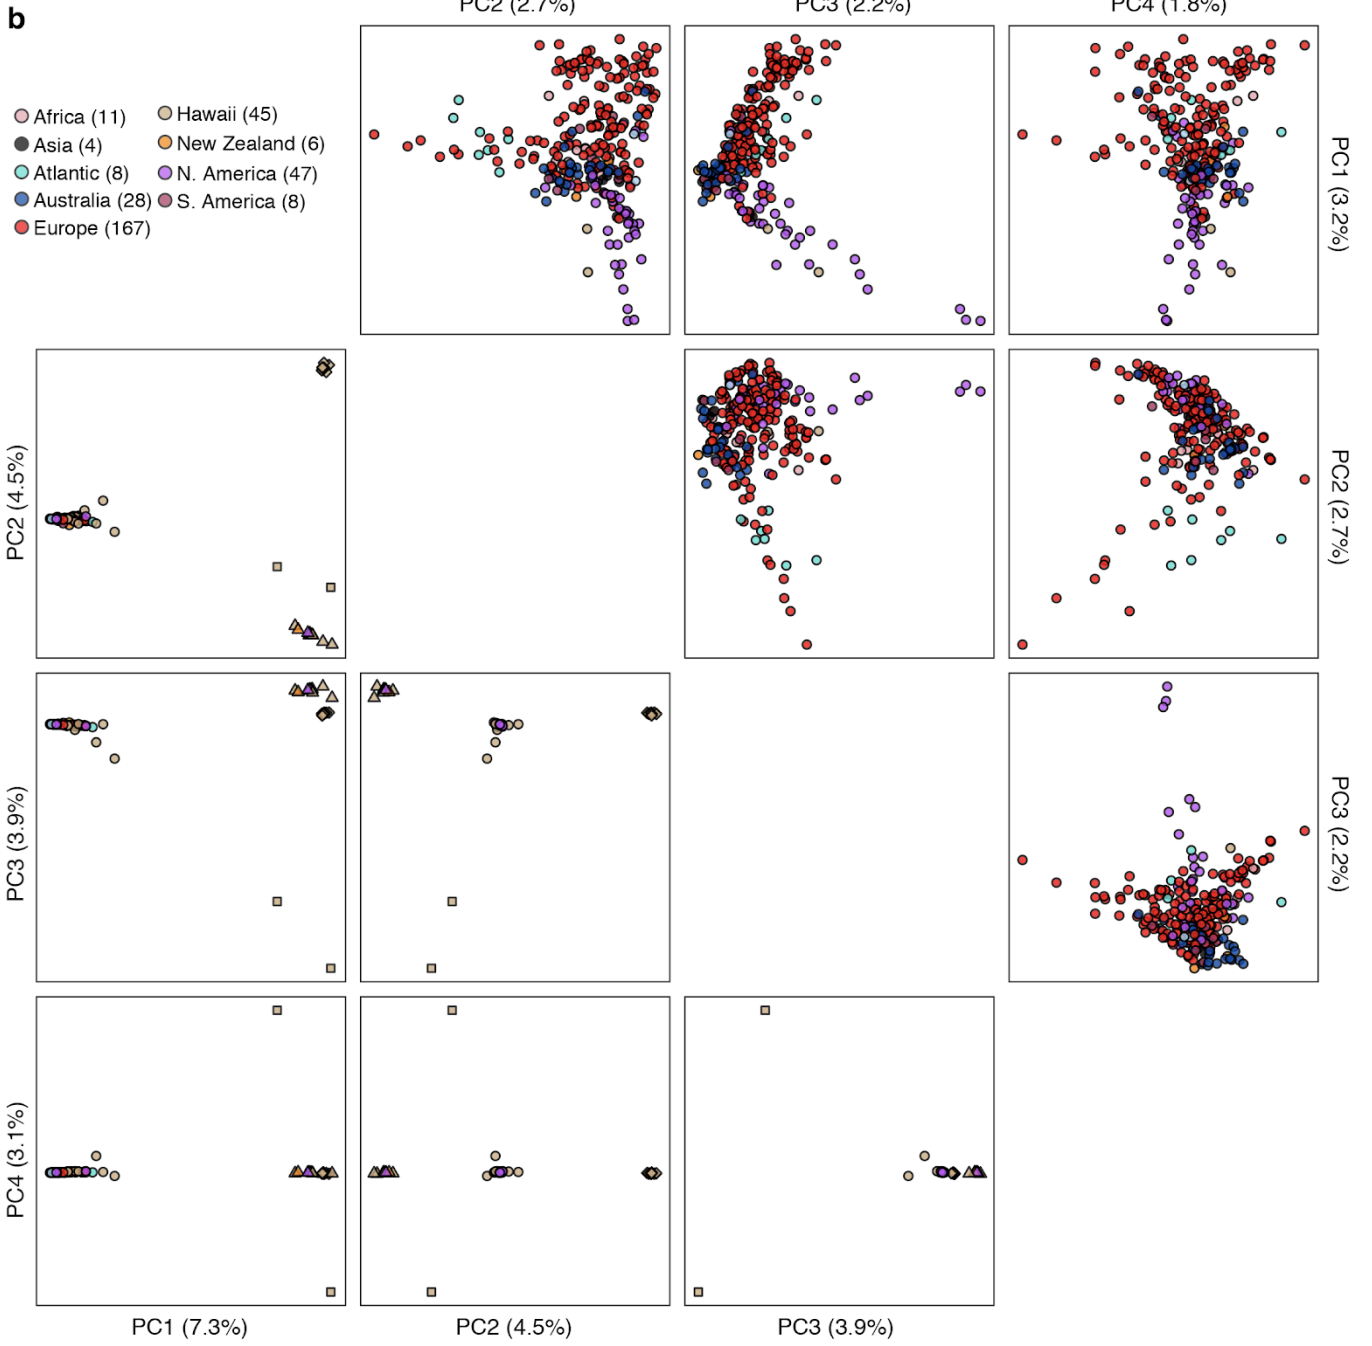 b
PC2 (2.7%)
PC3 (2.2%)
PC4 (1.8%)
Africa (11)
Hawaii (45)
Asia (4)
New Zealand (6)
Atlantic (8)
N. America (47)
Australia (28)
S. America (8)
Europe (167)
PC1 (3.2%)
PC2 (4.5%)
PC2 (2.7%)
PC3 (3.9%)
PC3 (2.2%)
PC4 (3.1%)
PC1 (7.3%)
PC2 (4.5%)
PC3 (3.9%)